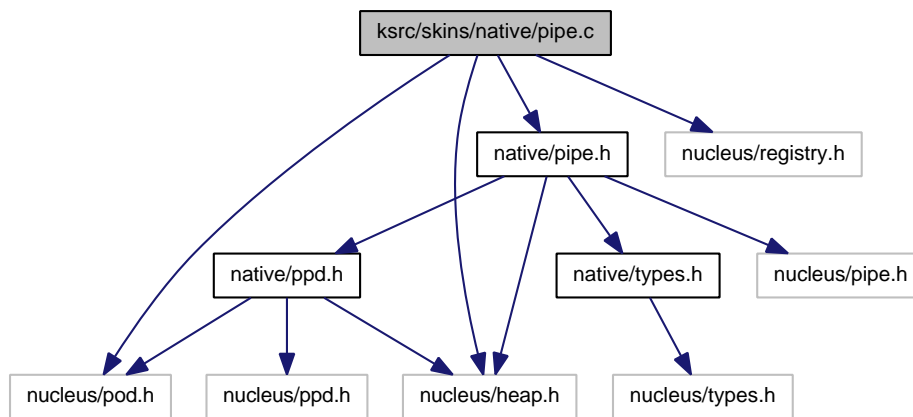 ksrc/skins/native/pipe.c
native/pipe.h
nucleus/registry.h
native/ppd.h
native/types.h
nucleus/pipe.h
nucleus/pod.h
nucleus/ppd.h
nucleus/heap.h
nucleus/types.h